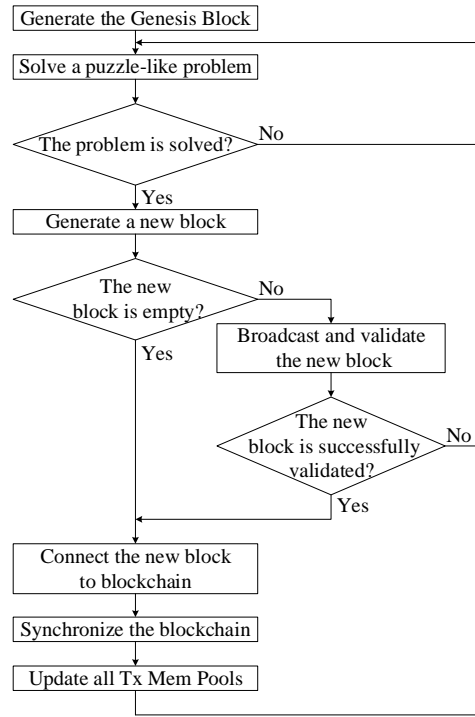 Generate the Genesis Block
Solve a puzzle-like problem
The problem is solved?
No
Yes
Generate a new block
The new
block is empty?
No
Yes
Broadcast and validate
the new block
The new
block is successfully
validated?
No
Yes
Connect the new block
to blockchain
Synchronize the blockchain
Update all Tx Mem Pools